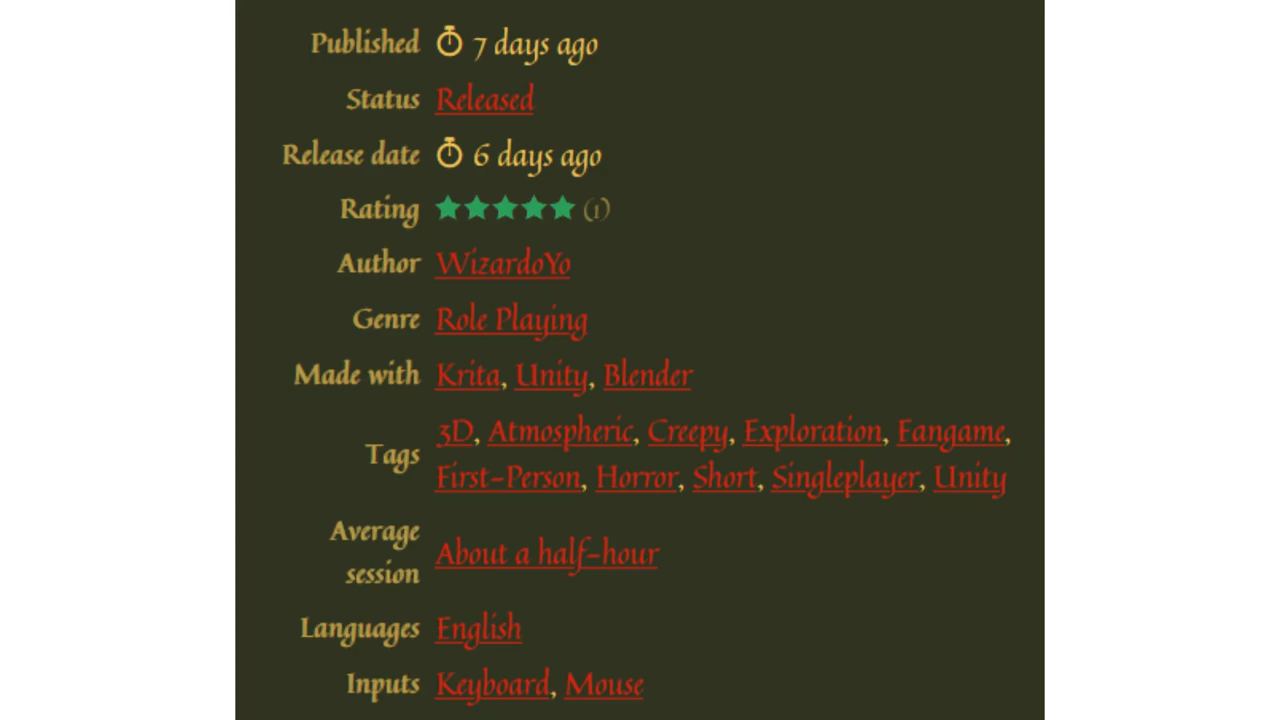 Published 7 days ago
Status Released
Release date 6 days ago
Rating (1)
Author WizardoYo
Genre Role Playing
Made with Krita, Unity, Blender
Tags 3D, Atmospheric, Creepy, Exploration, Fangame,
First-Person, Horror, Short, Singleplayer, Unity
Average
session About a half-hour
Languages English
Inputs Keyboard, Mouse